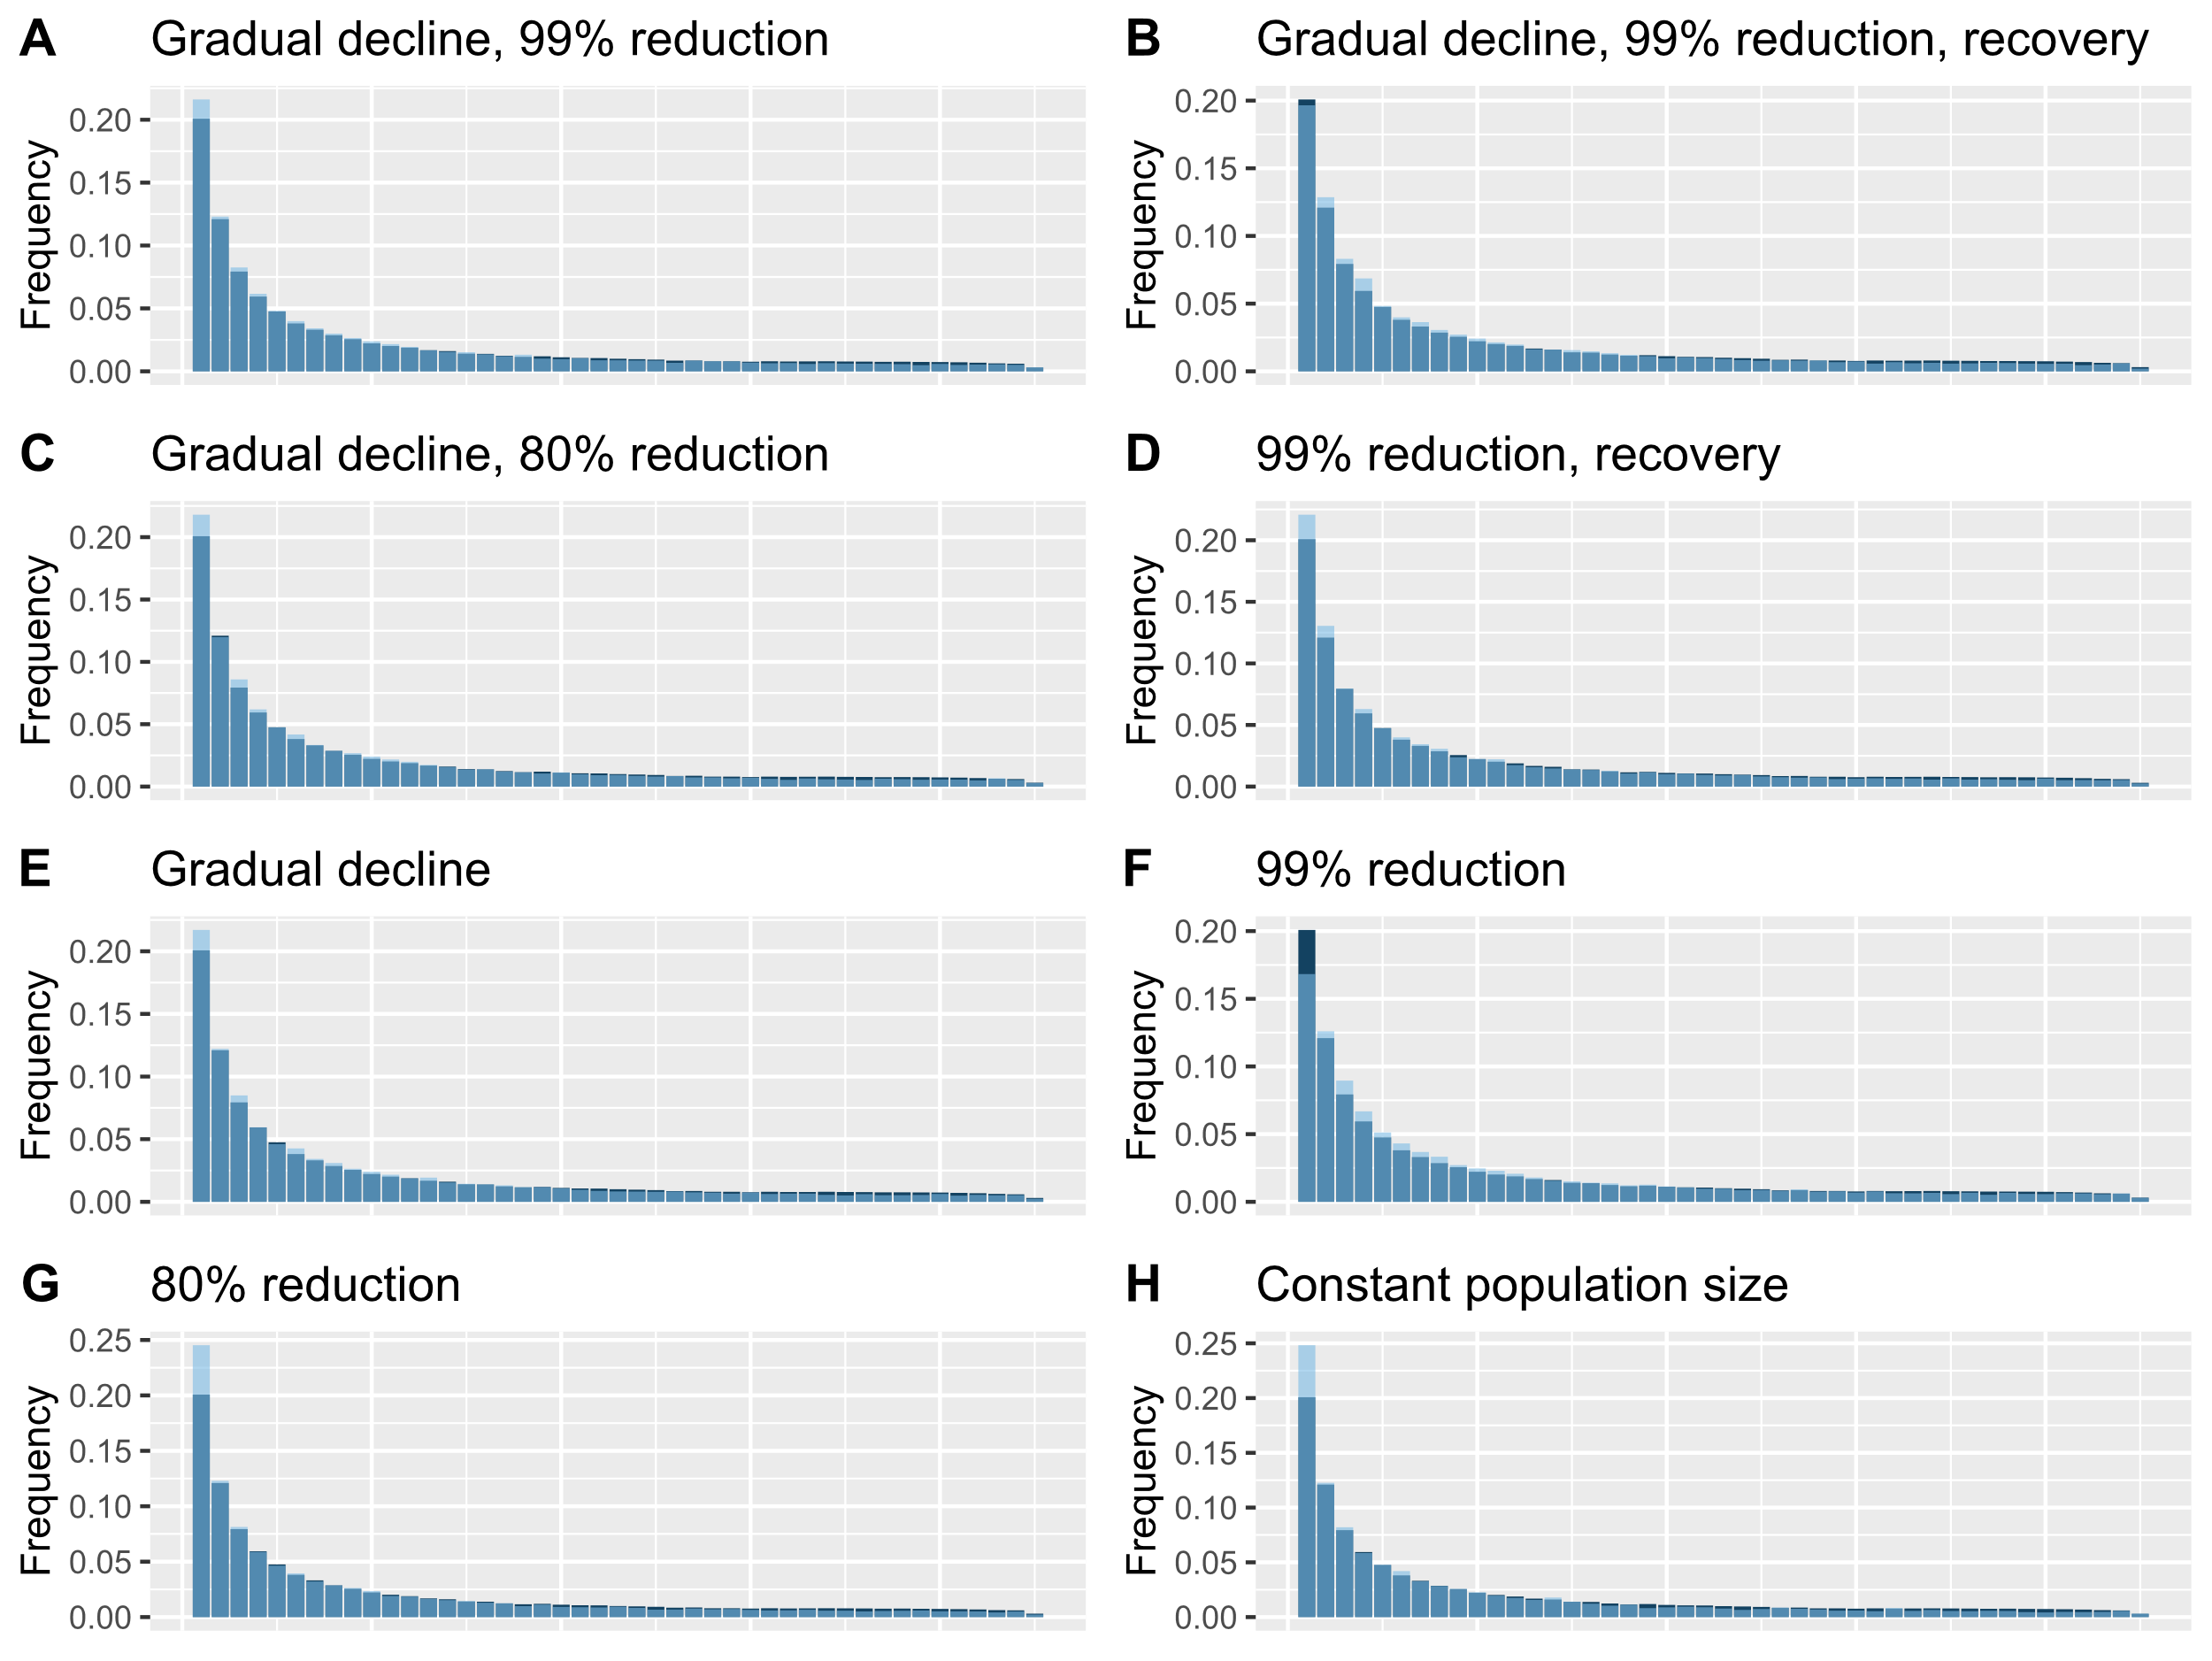 A Gradual decline, 99% reduction
Frequency
0.20
0.15
0.10
0.05
0.00
B Gradual decline, 99% reduction, recovery
Frequency
0.20
0.15
0.10
0.05
0.00
C Gradual decline, 80% reduction
Frequency
0.20
0.15
0.10
0.05
0.00
D 99% reduction, recovery
Frequency
0.20
0.15
0.10
0.05
0.00
E Gradual decline
Frequency
0.20
0.15
0.10
0.05
0.00
F 99% reduction
Frequency
0.20
0.15
0.10
0.05
0.00
G 80% reduction
Frequency
0.25
0.20
0.15
0.10
0.05
0.00
H Constant population size
Frequency
0.25
0.20
0.15
0.10
0.05
0.00